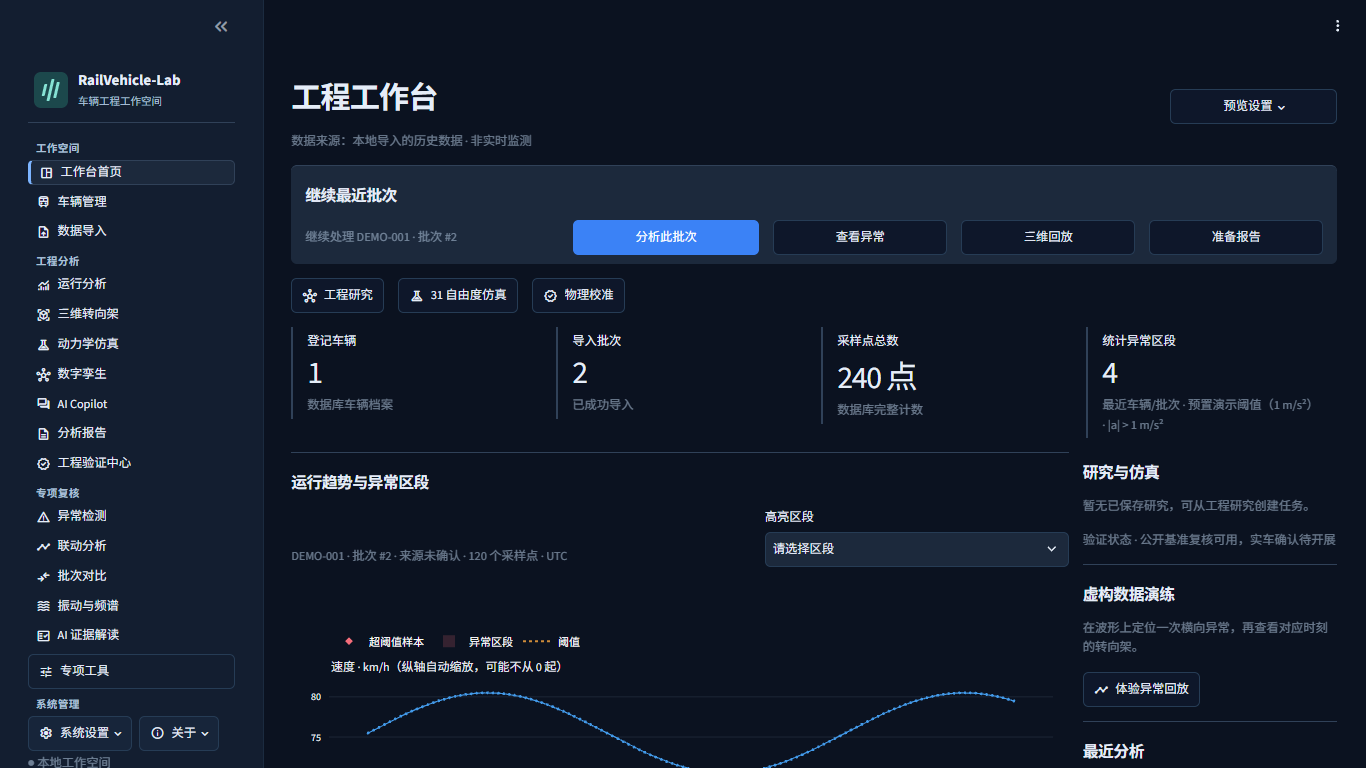 RailVehicle-Lab
车辆工程工作空间
工作空间
工作台首页
车辆管理
数据导入
工程分析
运行分析
三维转向架
动力学仿真
数字孪生
AI Copilot
分析报告
工程验证中心
专项复核
异常检测
联动分析
批次对比
振动与频谱
AI 证据解读
专项工具
系统管理
系统设置
关于
本地工作空间
工程工作台
预览设置
数据来源：本地导入的历史数据 · 非实时监测
继续最近批次
继续处理 DEMO-001 · 批次 #2
分析此批次
查看异常
三维回放
准备报告
工程研究
31 自由度仿真
物理校准
登记车辆
1
数据库车辆档案
导入批次
2
已成功导入
采样点总数
240 点
数据库完整计数
统计异常区段
4
最近车辆/批次 · 预置演示阈值（1 m/s²）
· |a| > 1 m/s²
运行趋势与异常区段
高亮区段
DEMO-001 · 批次 #2 · 来源未确认 · 120 个采样点 · UTC
请选择区段
超阈值样本
异常区段
阈值
速度 · km/h（纵轴自动缩放，可能不从 0 起）
80
75
研究与仿真
暂无已保存研究，可从工程研究创建任务。
验证状态 · 公开基准复核可用，实车确认待开展
虚构数据演练
在波形上定位一次横向异常，再查看对应时刻
的转向架。
体验异常回放
最近分析